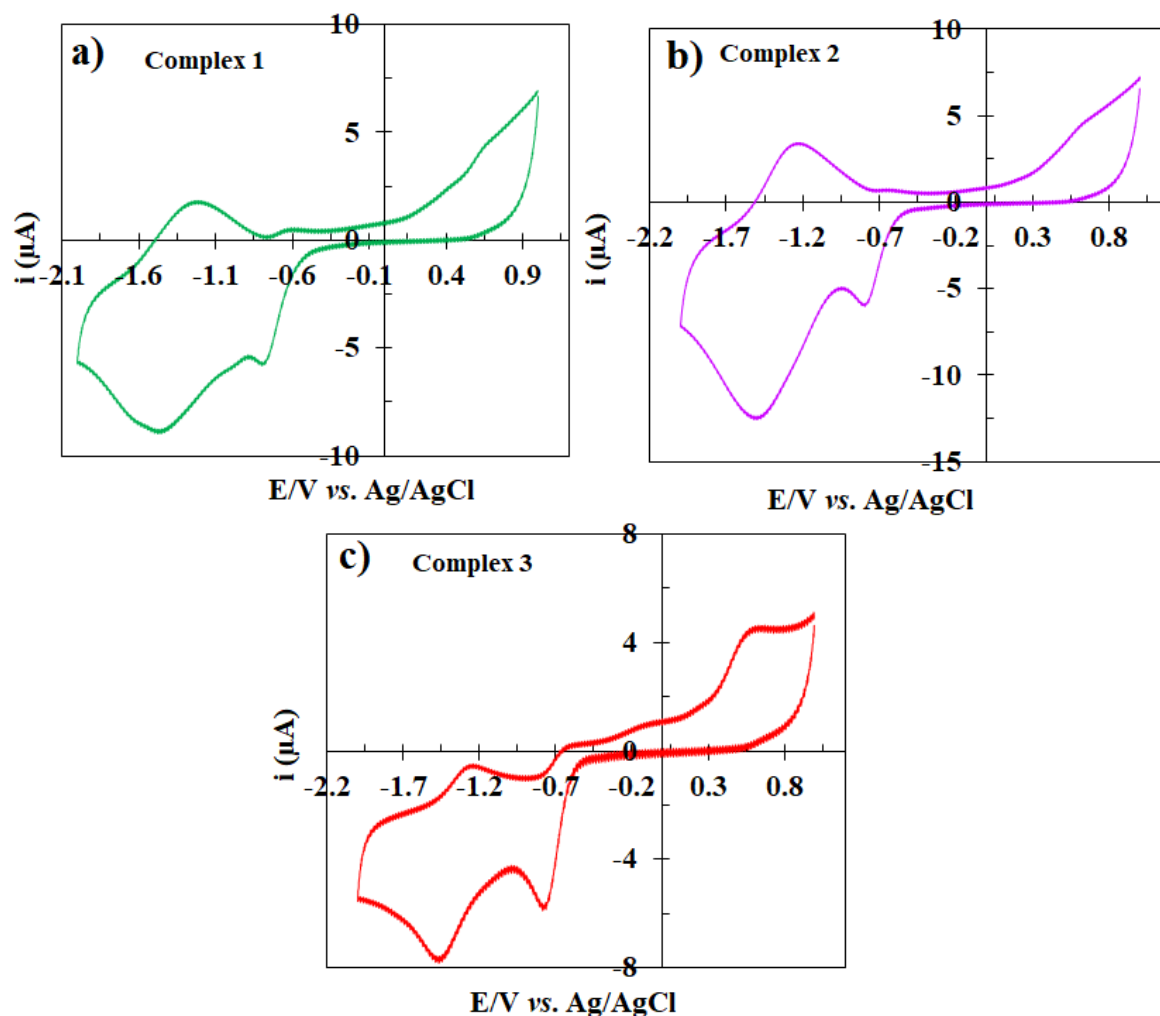 a)
Complex 1
10
5
0
-5
-10
-2.1 -1.6 -1.1 -0.6 -0.1 0.4 0.9
i (µA)
E/V vs. Ag/AgCl
b)
Complex 2
10
5
0
-5
-10
-15
-2.2 -1.7 -1.2 -0.7 -0.2 0.3 0.8
i (µA)
E/V vs. Ag/AgCl
c)
Complex 3
8
4
0
-4
-8
-2.2 -1.7 -1.2 -0.7 -0.2 0.3 0.8
i (µA)
E/V vs. Ag/AgCl